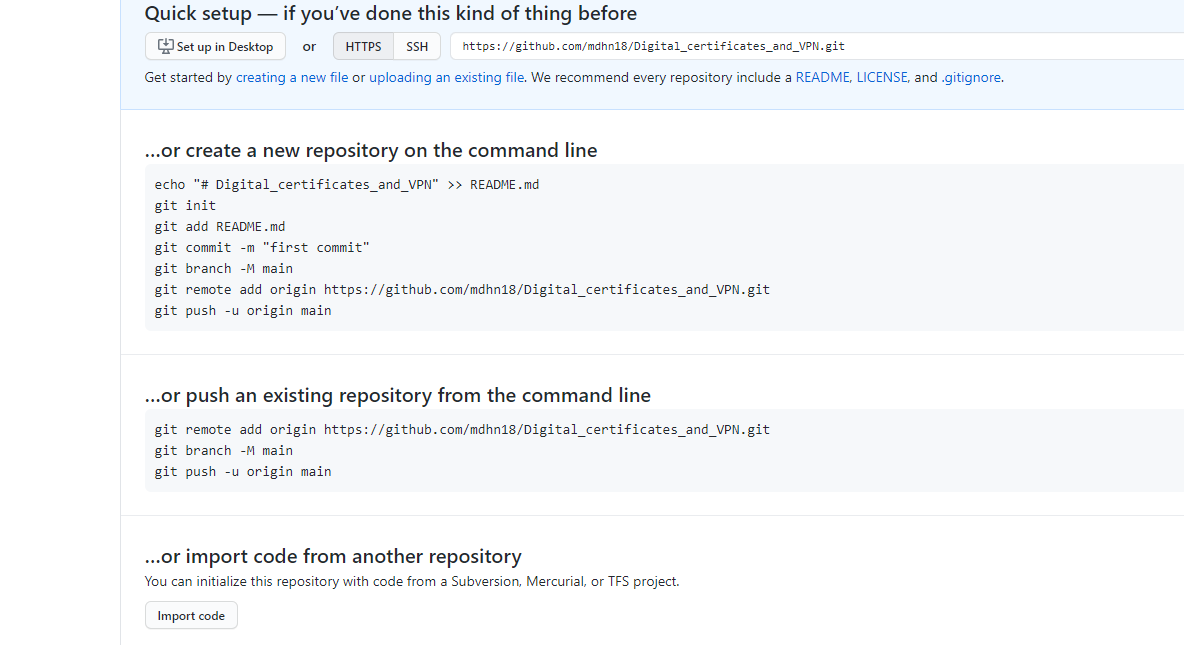 Quick setup — if you’ve done this kind of thing before
Set up in Desktop or HTTPS SSH https://github.com/mdhn18/Digital_certificates_and_VPN.git
Get started by creating a new file or uploading an existing file. We recommend every repository include a README, LICENSE, and .gitignore.
…or create a new repository on the command line
echo "# Digital_certificates_and_VPN" >> README.md
git init
git add README.md
git commit -m "first commit"
git branch -M main
git remote add origin https://github.com/mdhn18/Digital_certificates_and_VPN.git
git push -u origin main
…or push an existing repository from the command line
git remote add origin https://github.com/mdhn18/Digital_certificates_and_VPN.git
git branch -M main
git push -u origin main
…or import code from another repository
You can initialize this repository with code from a Subversion, Mercurial, or TFS project.
Import code